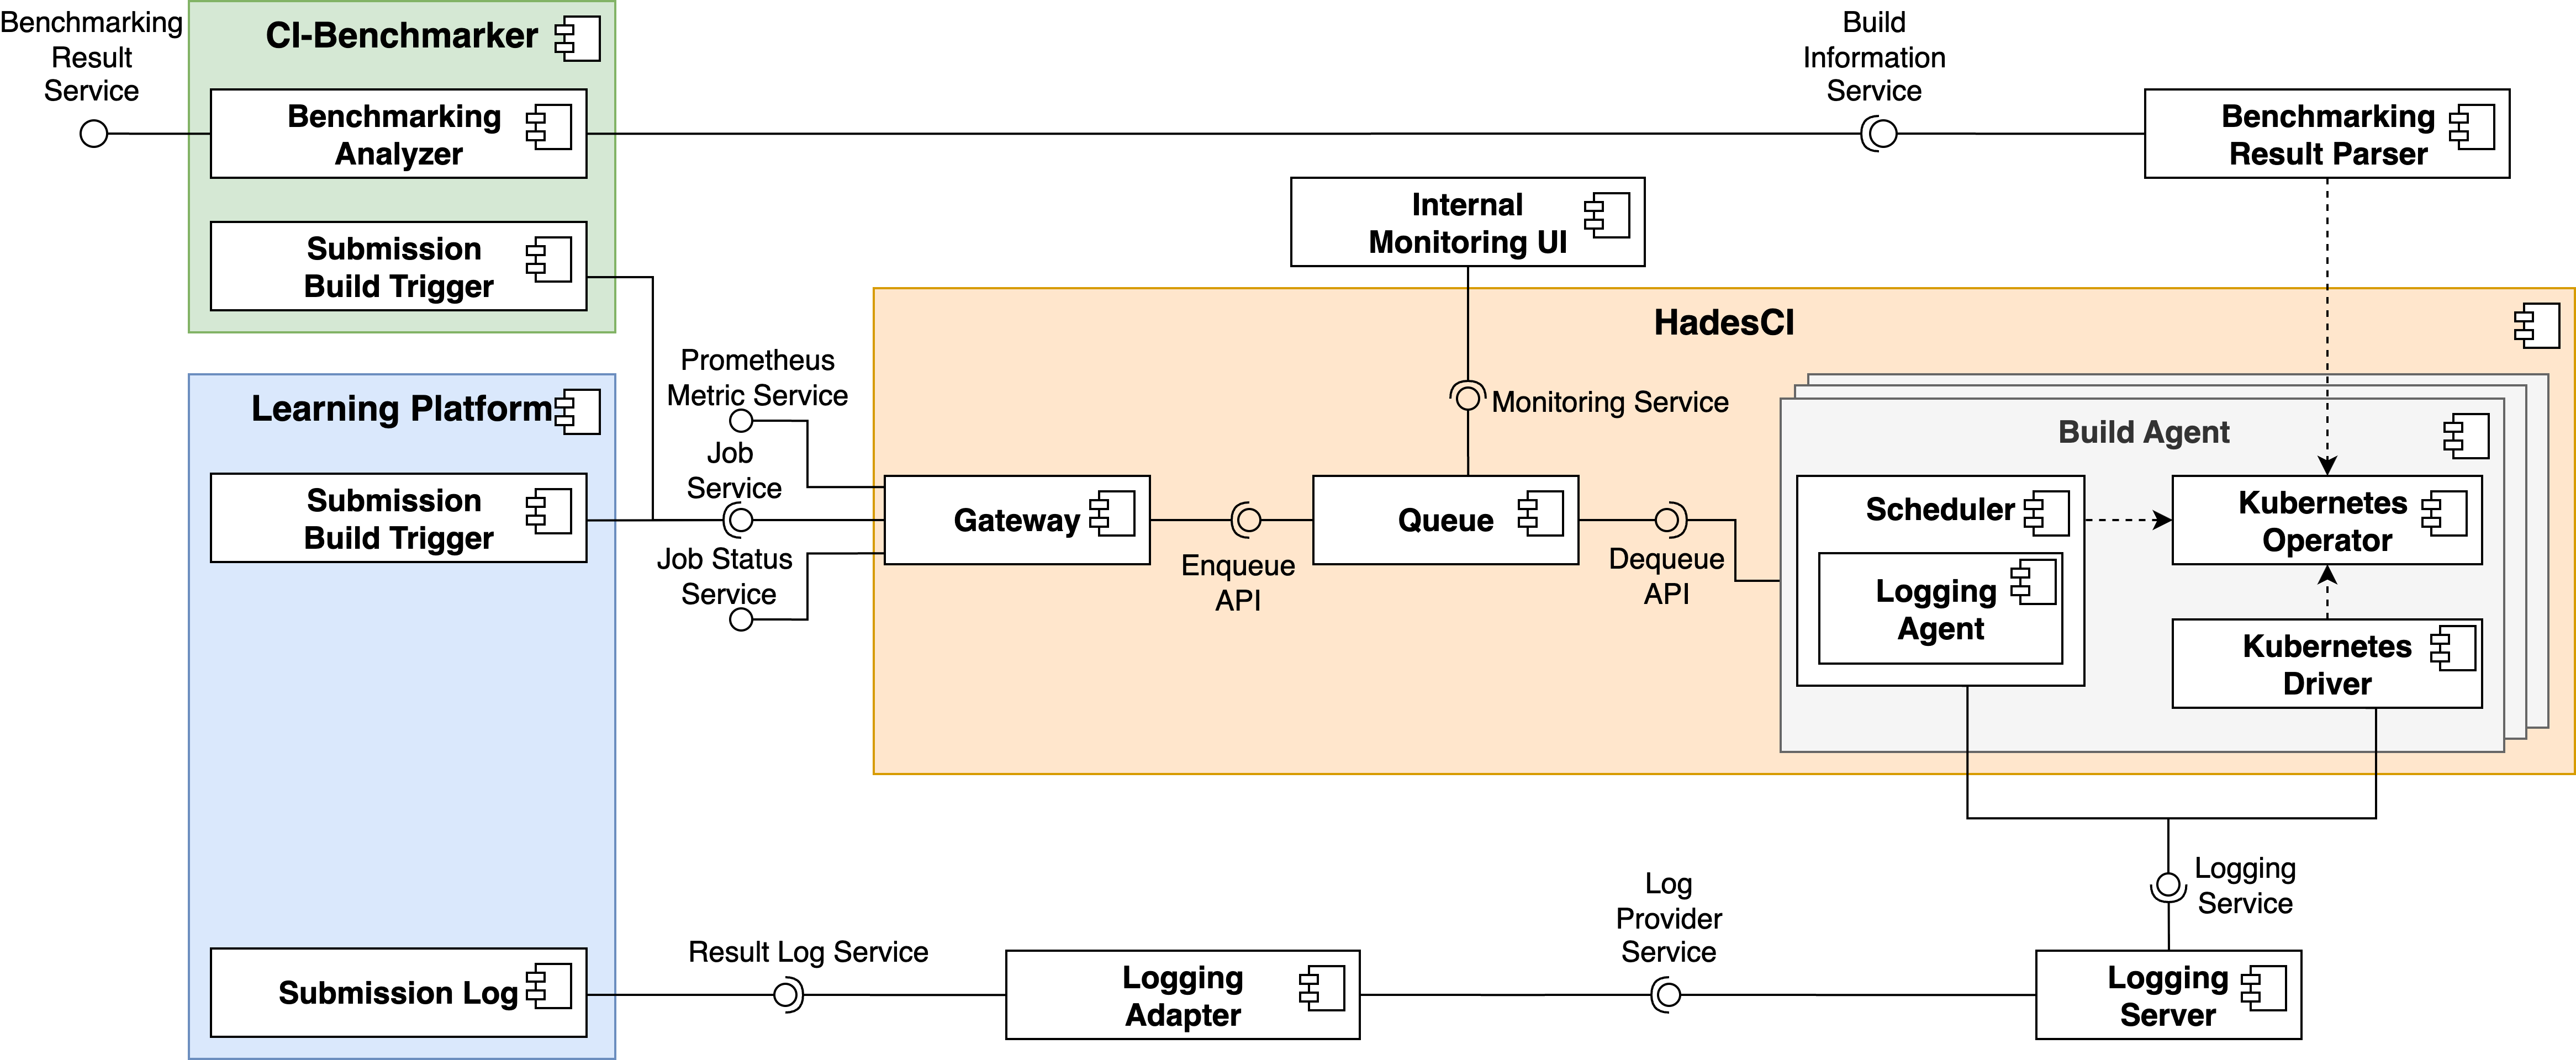 Benchmarking
Result
Service
CI-Benchmarker
Benchmarking
Analyzer
Submission
Build Trigger
Build
Information
Service
Benchmarking
Result Parser
Internal
Monitoring UI
HadesCI
Monitoring Service
Learning Platform
Submission
Build Trigger
Submission Log
Prometheus
Metric Service
Job
Service
Job Status
Service
Gateway
Enqueue
API
Queue
Dequeue
API
Build Agent
Scheduler
Logging
Agent
Kubernetes
Operator
Kubernetes
Driver
Logging
Service
Result Log Service
Logging
Adapter
Log
Provider
Service
Logging
Server